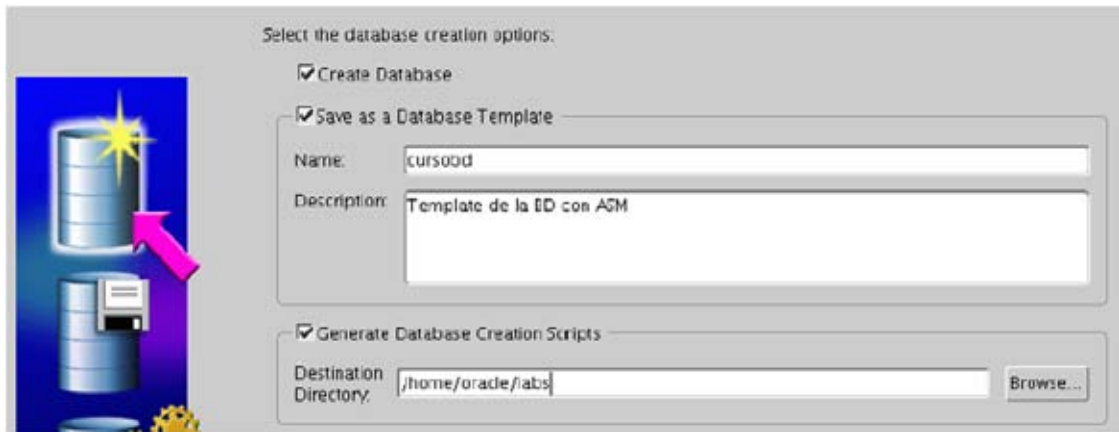 Select the database creation options:
Create Database
Save as a Database Template
Name: cursobd
Description: Template de la BD con ASM
Generate Database Creation Scripts
Destination Directory: /home/oracle/labs Browse...